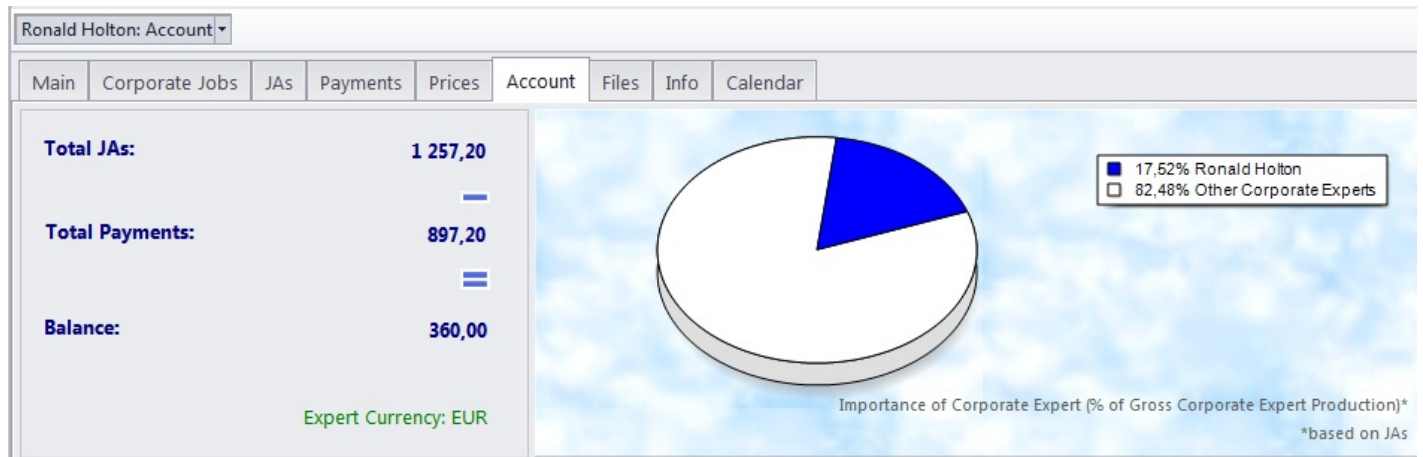 Ronald Holton: Account
Main Corporate Jobs JAs Payments Prices Account Files Info Calendar
Total JAs: 1 257,20
Total Payments: 897,20
Balance: 360,00
Expert Currency: EUR
17,52% Ronald Holton
82,48% Other Corporate Experts
Importance of Corporate Expert (% of Gross Corporate Expert Production)*
*based on JAs